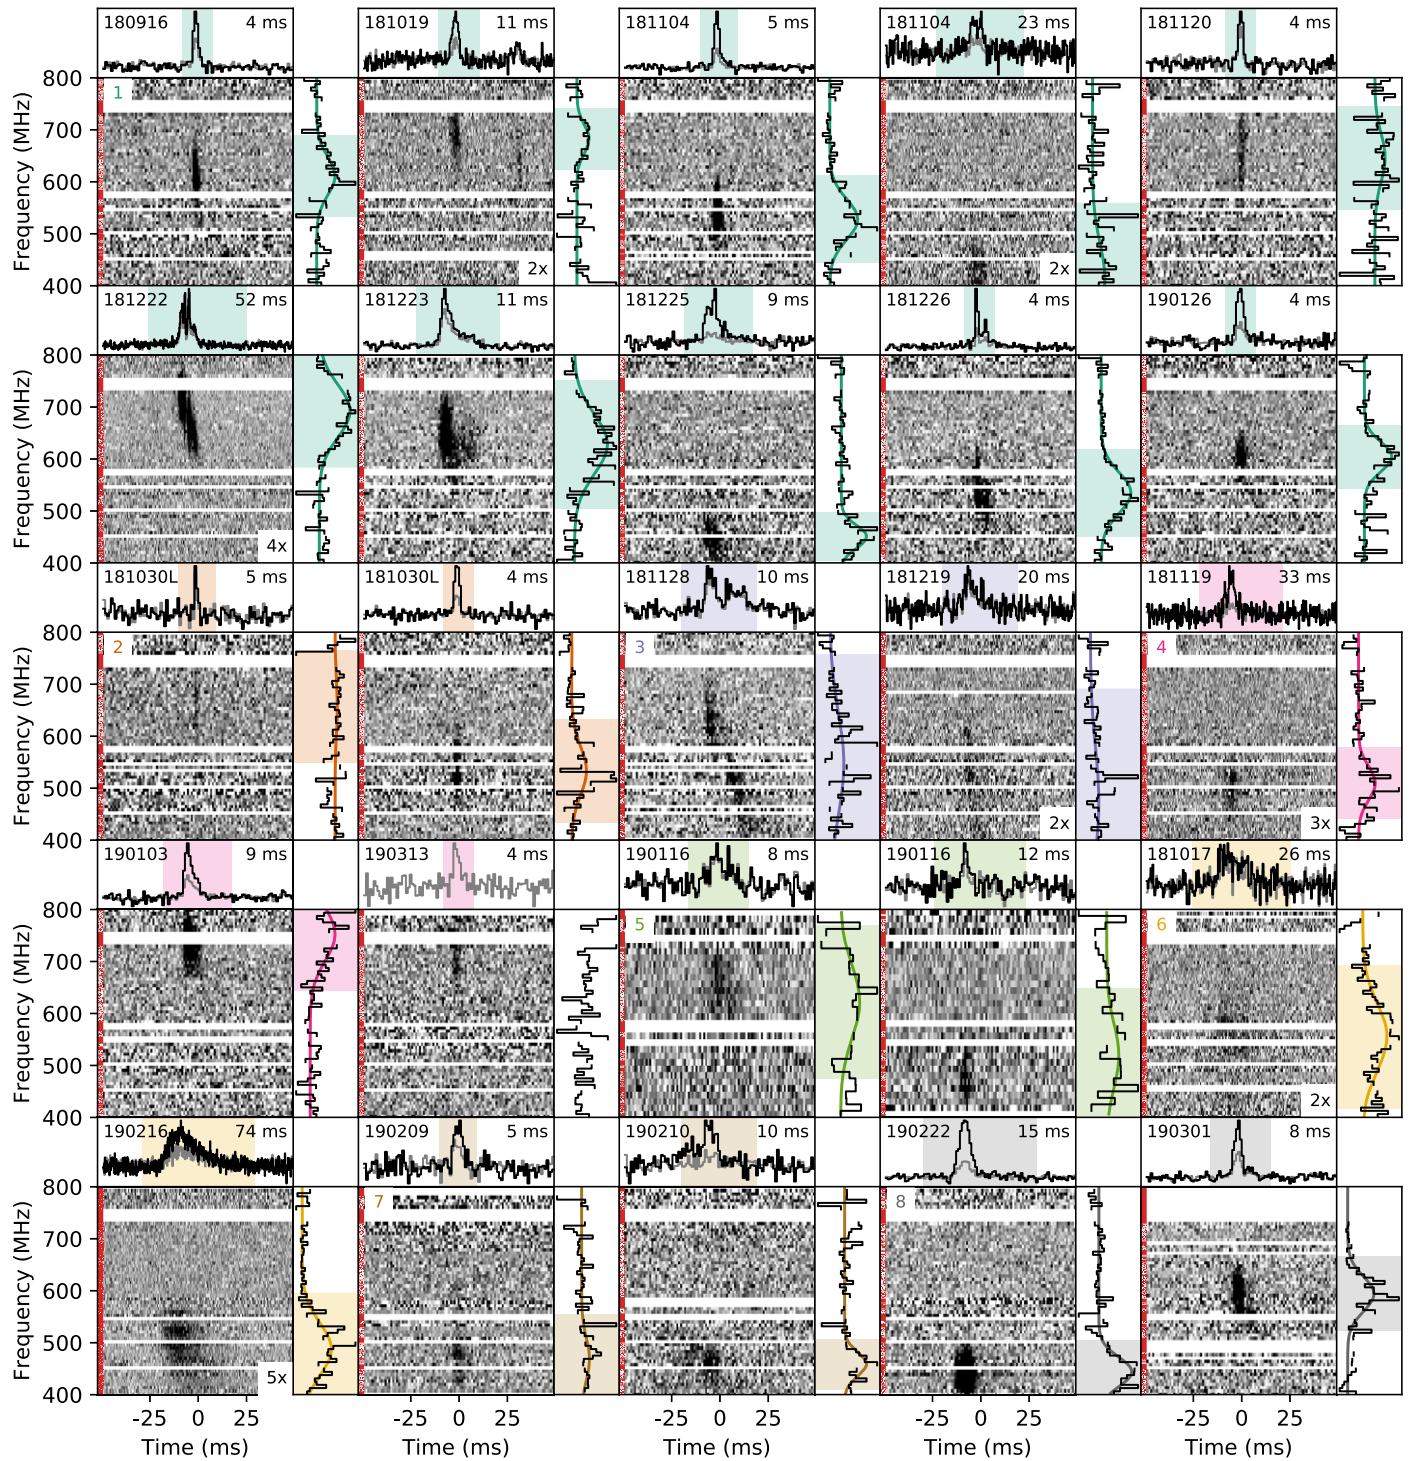 180916 4 ms 181019 11 ms 181104 5 ms 181104 23 ms 181120 4 ms
800
1
700
600
500
2x 2x
400
Frequency (MHz)
181222 52 ms 181223 11 ms 181225 9 ms 181226 4 ms 190126 4 ms
800
700
600
500
4x
400
Frequency (MHz)
181030L 5 ms 181030L 4 ms 181128 10 ms 181219 20 ms 181119 33 ms
800
2 3 4
700
600
500
2x 3x
400
Frequency (MHz)
190103 9 ms 190313 4 ms 190116 8 ms 190116 12 ms 181017 26 ms
800
5 6
700
600
500
2x
400
Frequency (MHz)
190216 74 ms 190209 5 ms 190210 10 ms 190222 15 ms 190301 8 ms
800
7 8
700
600
500
5x
400
Frequency (MHz)
-25 0 25 -25 0 25 -25 0 25 -25 0 25 -25 0 25
Time (ms) Time (ms) Time (ms) Time (ms) Time (ms)